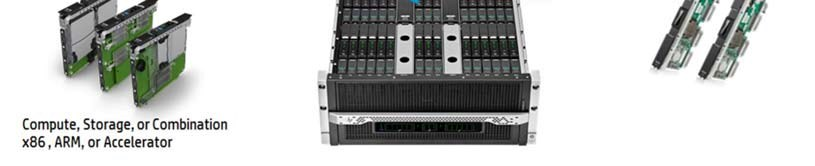 Compute, Storage, or Combination
x86 , ARM, or Accelerator